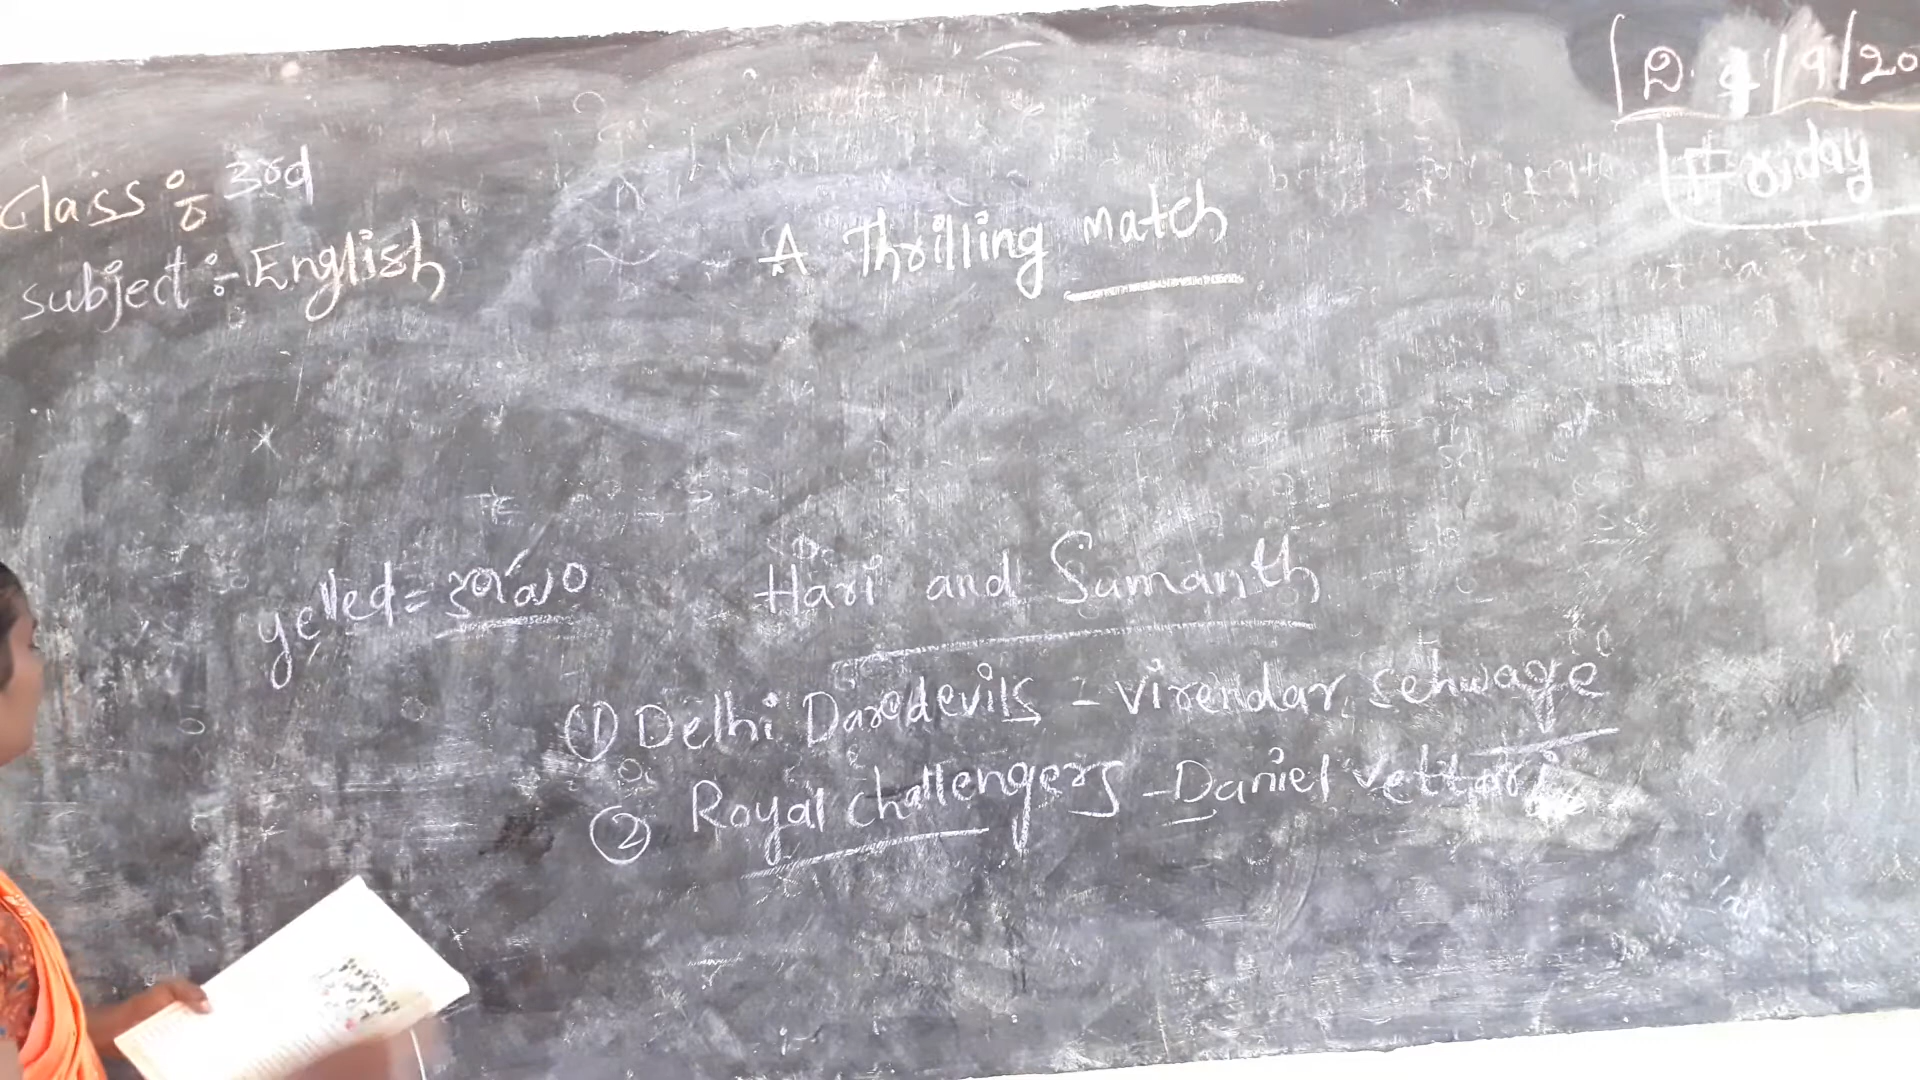 ದಿ. 4/9/20
Friday
Class :- 3rd
Subject :- English
A Thrilling match
yelled =
Hari and Sumanth
① Delhi Daredevils - virendar sehwage
② Royal challengers - Daniel vettori